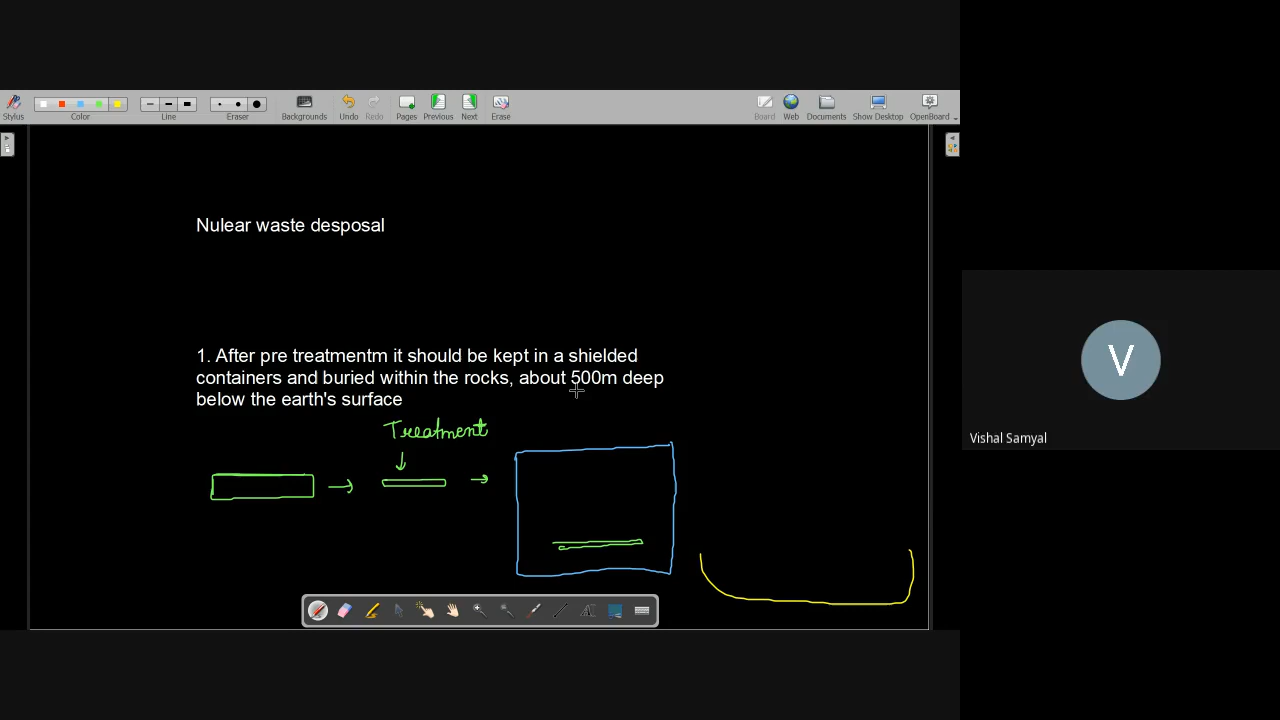 Stylus Color Line Eraser Backgrounds Undo Redo Pages Previous Next Erase Board Web Documents Show Desktop OpenBoard
Nulear waste desposal
1. After pre treatmentm it should be kept in a shielded
containers and buried within the rocks, about 500m deep
below the earth's surface
Treatment
V
Vishal Samyal